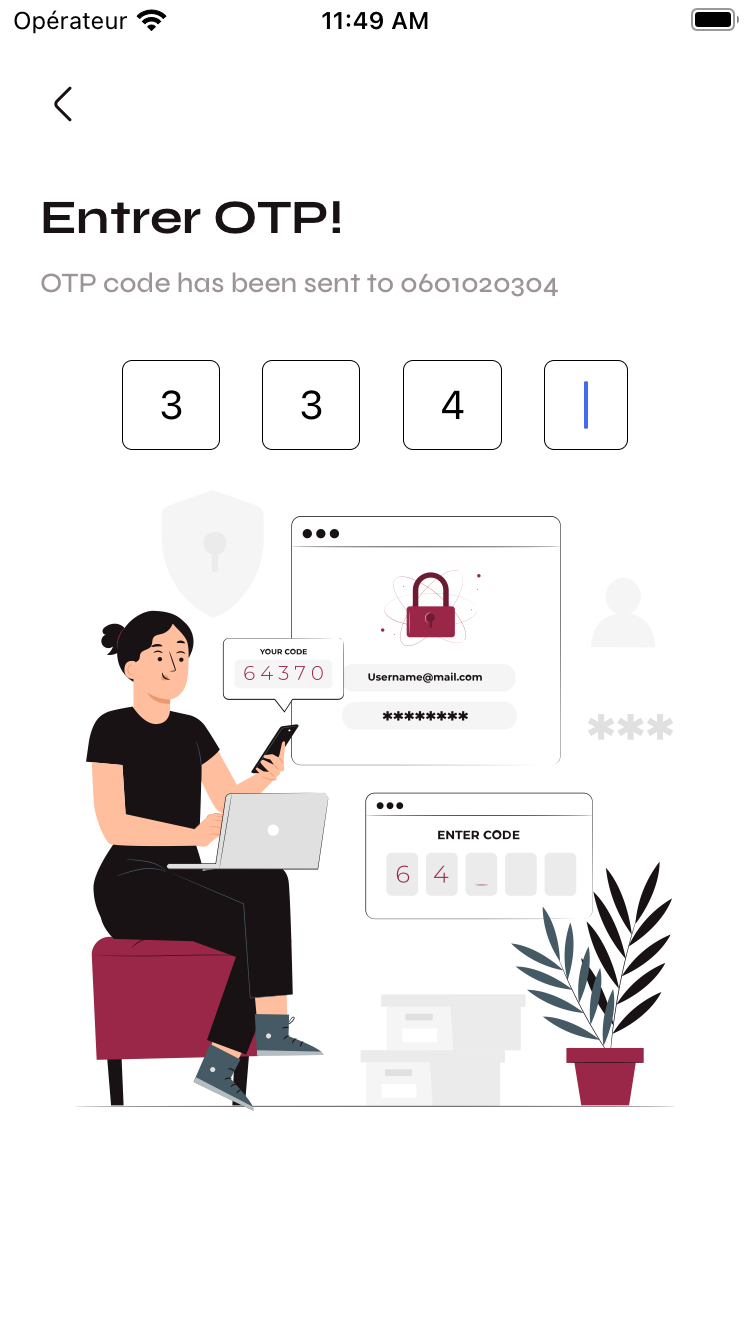 Opérateur 11:49 AM
Entrer OTP!
OTP code has been sent to 0601020304
3 3 4
YOUR CODE
64370
Username@mail.com
********
***
ENTER CODE
6 4 _